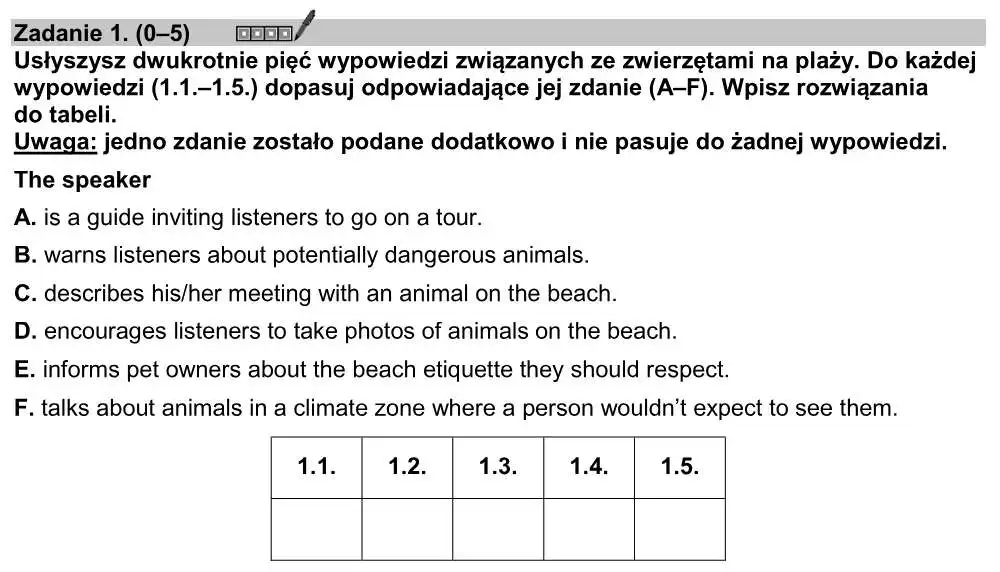 Zadanie 1. (0–5)
Usłyszysz dwukrotnie pięć wypowiedzi związanych ze zwierzętami na plaży. Do każdej
wypowiedzi (1.1.–1.5.) dopasuj odpowiadające jej zdanie (A–F). Wpisz rozwiązania
do tabeli.
Uwaga: jedno zdanie zostało podane dodatkowo i nie pasuje do żadnej wypowiedzi.
The speaker
A. is a guide inviting listeners to go on a tour.
B. warns listeners about potentially dangerous animals.
C. describes his/her meeting with an animal on the beach.
D. encourages listeners to take photos of animals on the beach.
E. informs pet owners about the beach etiquette they should respect.
F. talks about animals in a climate zone where a person wouldn’t expect to see them.
1.1. 1.2. 1.3. 1.4. 1.5.